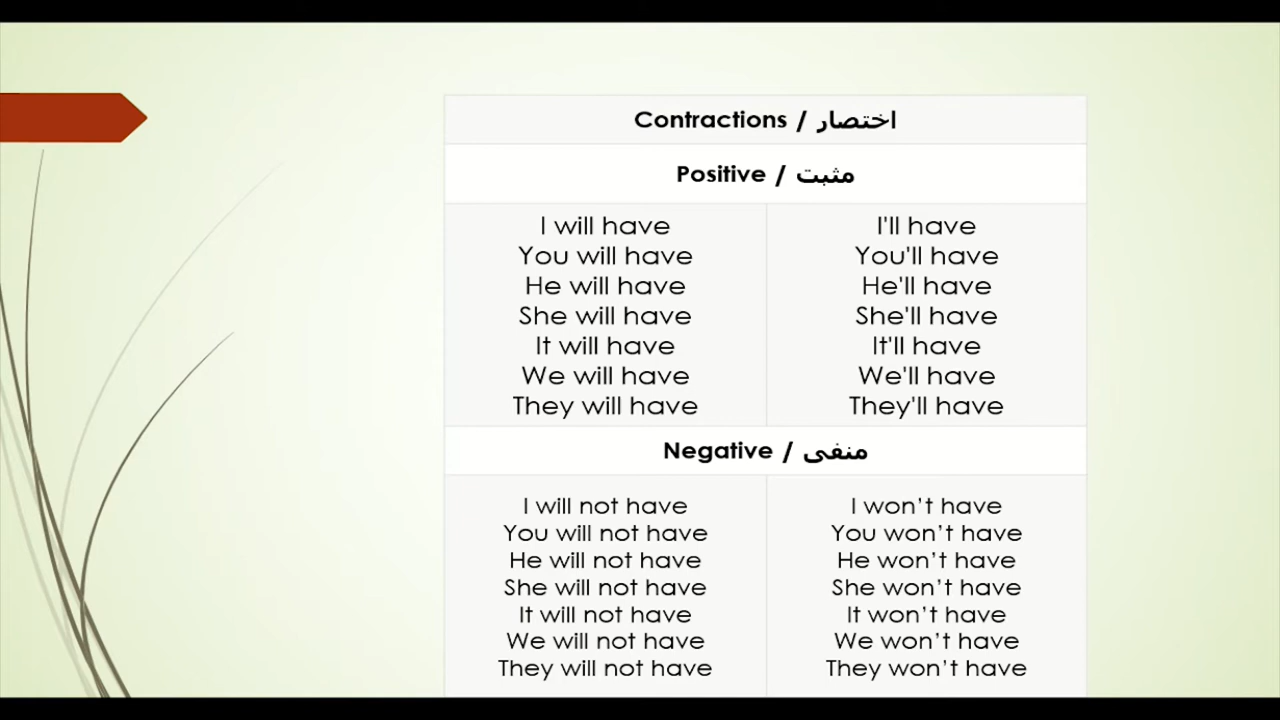 Contractions / اختصار
Positive / مثبت
I will have
You will have
He will have
She will have
It will have
We will have
They will have
I'll have
You'll have
He'll have
She'll have
It'll have
We'll have
They'll have
Negative / منفی
I will not have
You will not have
He will not have
She will not have
It will not have
We will not have
They will not have
I won’t have
You won’t have
He won’t have
She won’t have
It won’t have
We won’t have
They won’t have